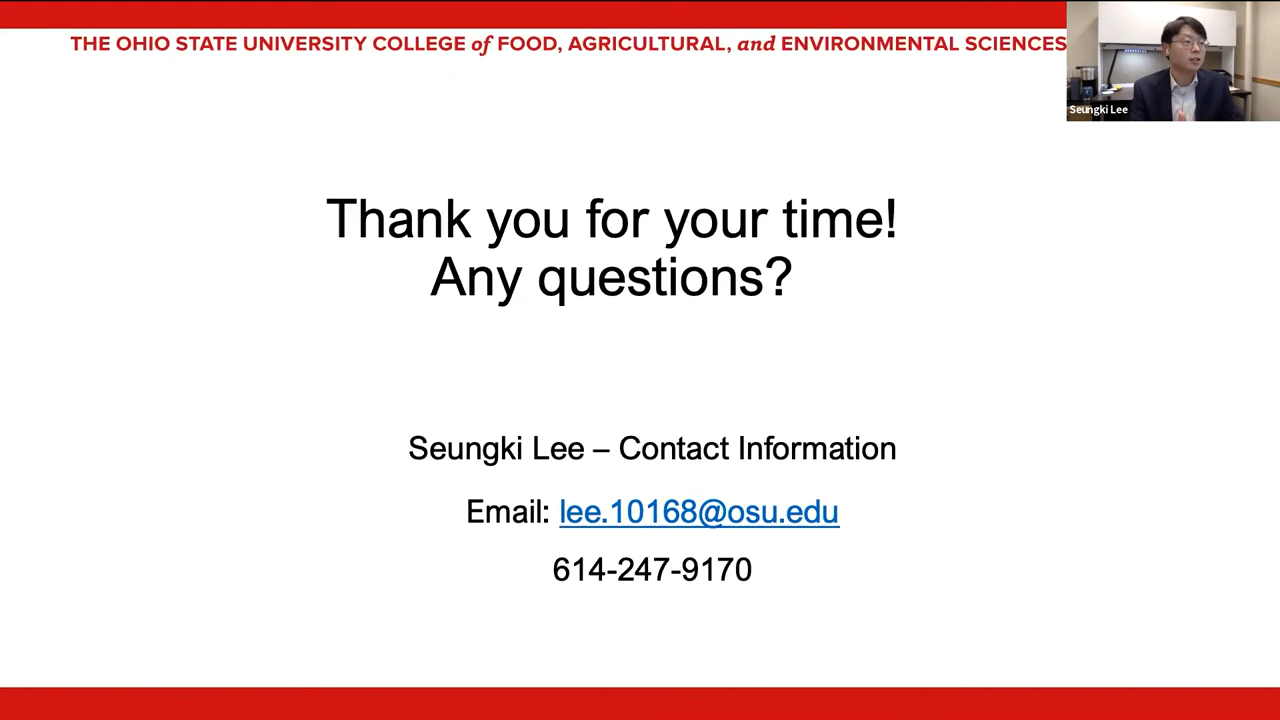 THE OHIO STATE UNIVERSITY COLLEGE of FOOD, AGRICULTURAL, and ENVIRONMENTAL SCIENCES
Seungki Lee
Thank you for your time!
Any questions?
Seungki Lee – Contact Information
Email: lee.10168@osu.edu
614-247-9170